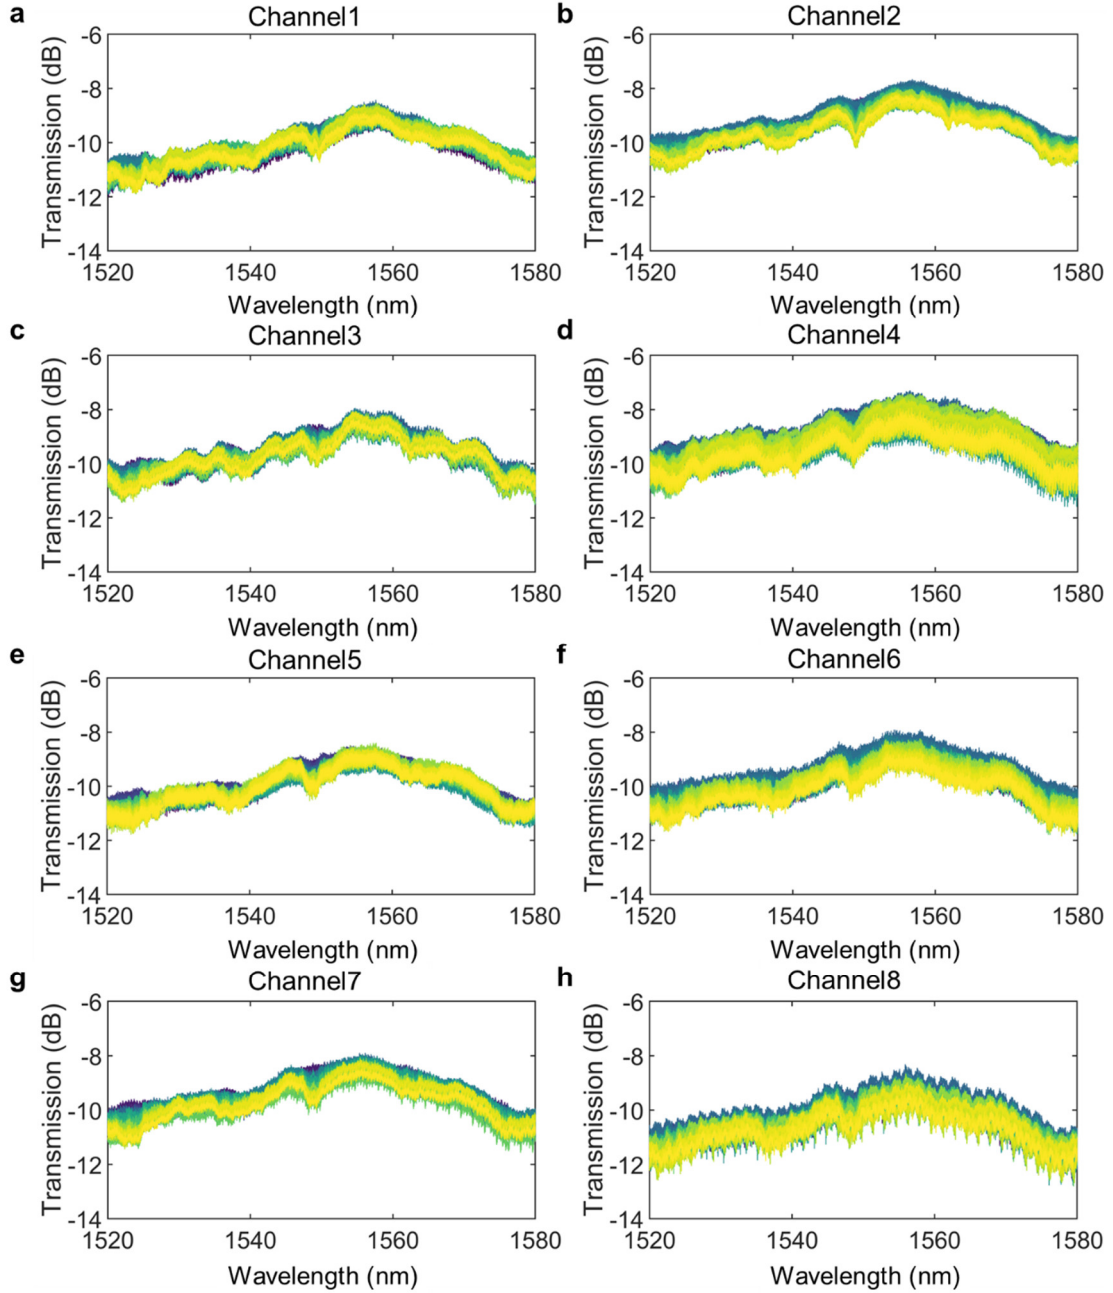 a Channel1 b Channel2
-6 -6
Transmission (dB) Transmission (dB)
-8 -8
-10 -10
-12 -12
-14 -14
1520 1540 1560 1580 1520 1540 1560 1580
Wavelength (nm) Wavelength (nm)
c Channel3 d Channel4
-6 -6
Transmission (dB) Transmission (dB)
-8 -8
-10 -10
-12 -12
-14 -14
1520 1540 1560 1580 1520 1540 1560 1580
Wavelength (nm) Wavelength (nm)
e Channel5 f Channel6
-6 -6
Transmission (dB) Transmission (dB)
-8 -8
-10 -10
-12 -12
-14 -14
1520 1540 1560 1580 1520 1540 1560 1580
Wavelength (nm) Wavelength (nm)
g Channel7 h Channel8
-6 -6
Transmission (dB) Transmission (dB)
-8 -8
-10 -10
-12 -12
-14 -14
1520 1540 1560 1580 1520 1540 1560 1580
Wavelength (nm) Wavelength (nm)